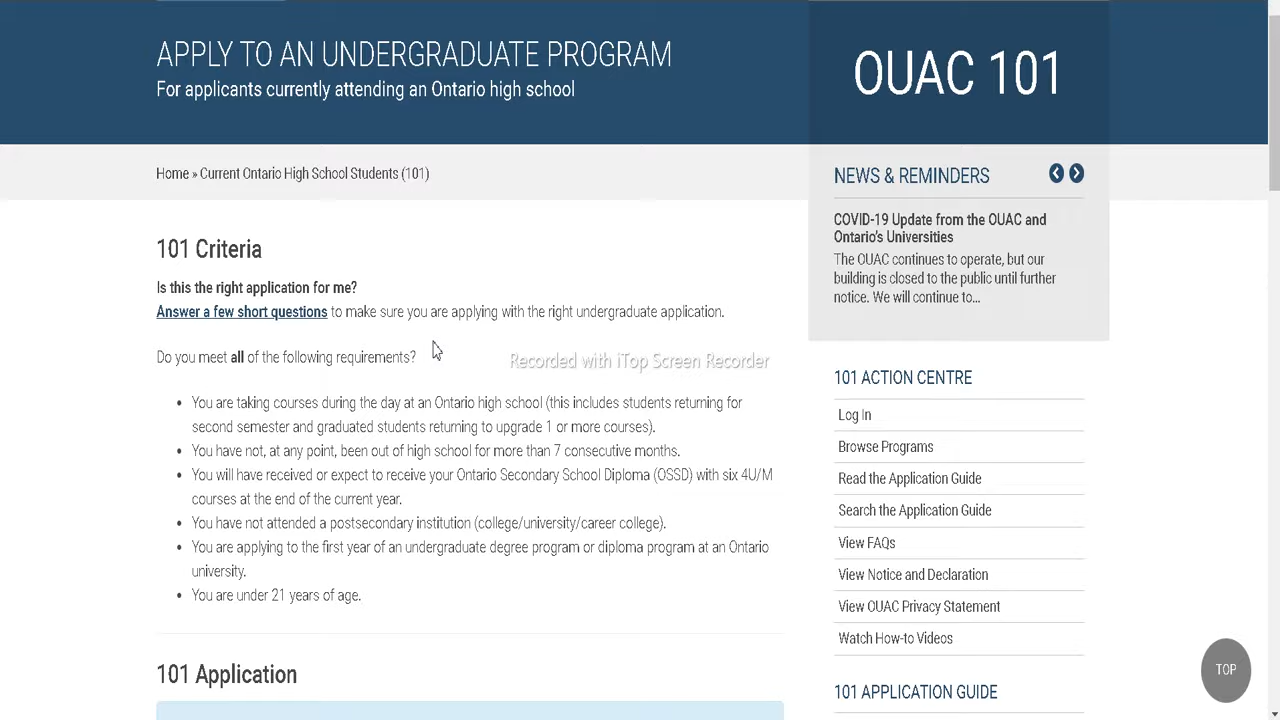 APPLY TO AN UNDERGRADUATE PROGRAM
For applicants currently attending an Ontario high school
OUAC 101
Home » Current Ontario High School Students (101)
NEWS & REMINDERS
COVID-19 Update from the OUAC and
Ontario's Universities
The OUAC continues to operate, but our
building is closed to the public until further
notice. We will continue to...
101 Criteria
Is this the right application for me?
Answer a few short questions to make sure you are applying with the right undergraduate application.
Do you meet all of the following requirements?
Recorded with iTop Screen Recorder
• You are taking courses during the day at an Ontario high school (this includes students returning for
second semester and graduated students returning to upgrade 1 or more courses).
• You have not, at any point, been out of high school for more than 7 consecutive months.
• You will have received or expect to receive your Ontario Secondary School Diploma (OSSD) with six 4U/M
courses at the end of the current year.
• You have not attended a postsecondary institution (college/university/career college).
• You are applying to the first year of an undergraduate degree program or diploma program at an Ontario
university.
• You are under 21 years of age.
101 Application
101 ACTION CENTRE
Log In
Browse Programs
Read the Application Guide
Search the Application Guide
View FAQs
View Notice and Declaration
View OUAC Privacy Statement
Watch How-to Videos
101 APPLICATION GUIDE
TOP